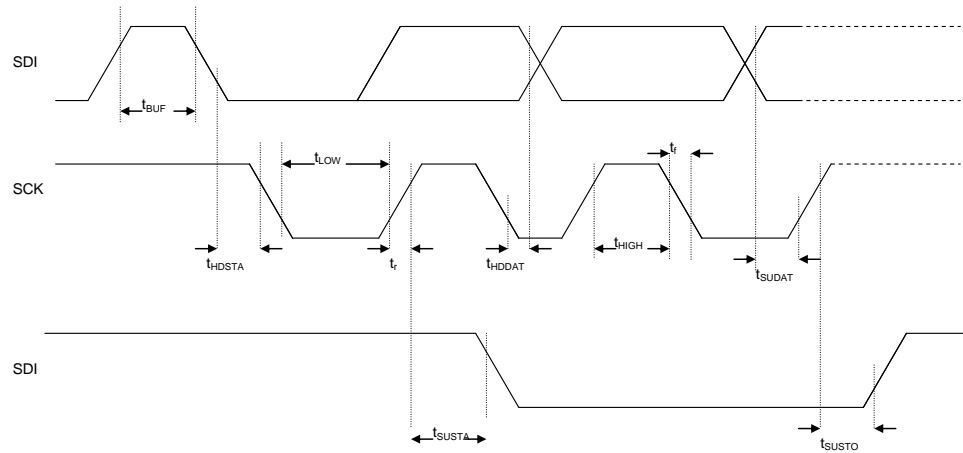 SDI
tBUF
tLOW
tf
SCK
tHDSTA
tr
tHDDAT
tHIGH
tSUDAT
SDI
tSUSTA
tSUSTO